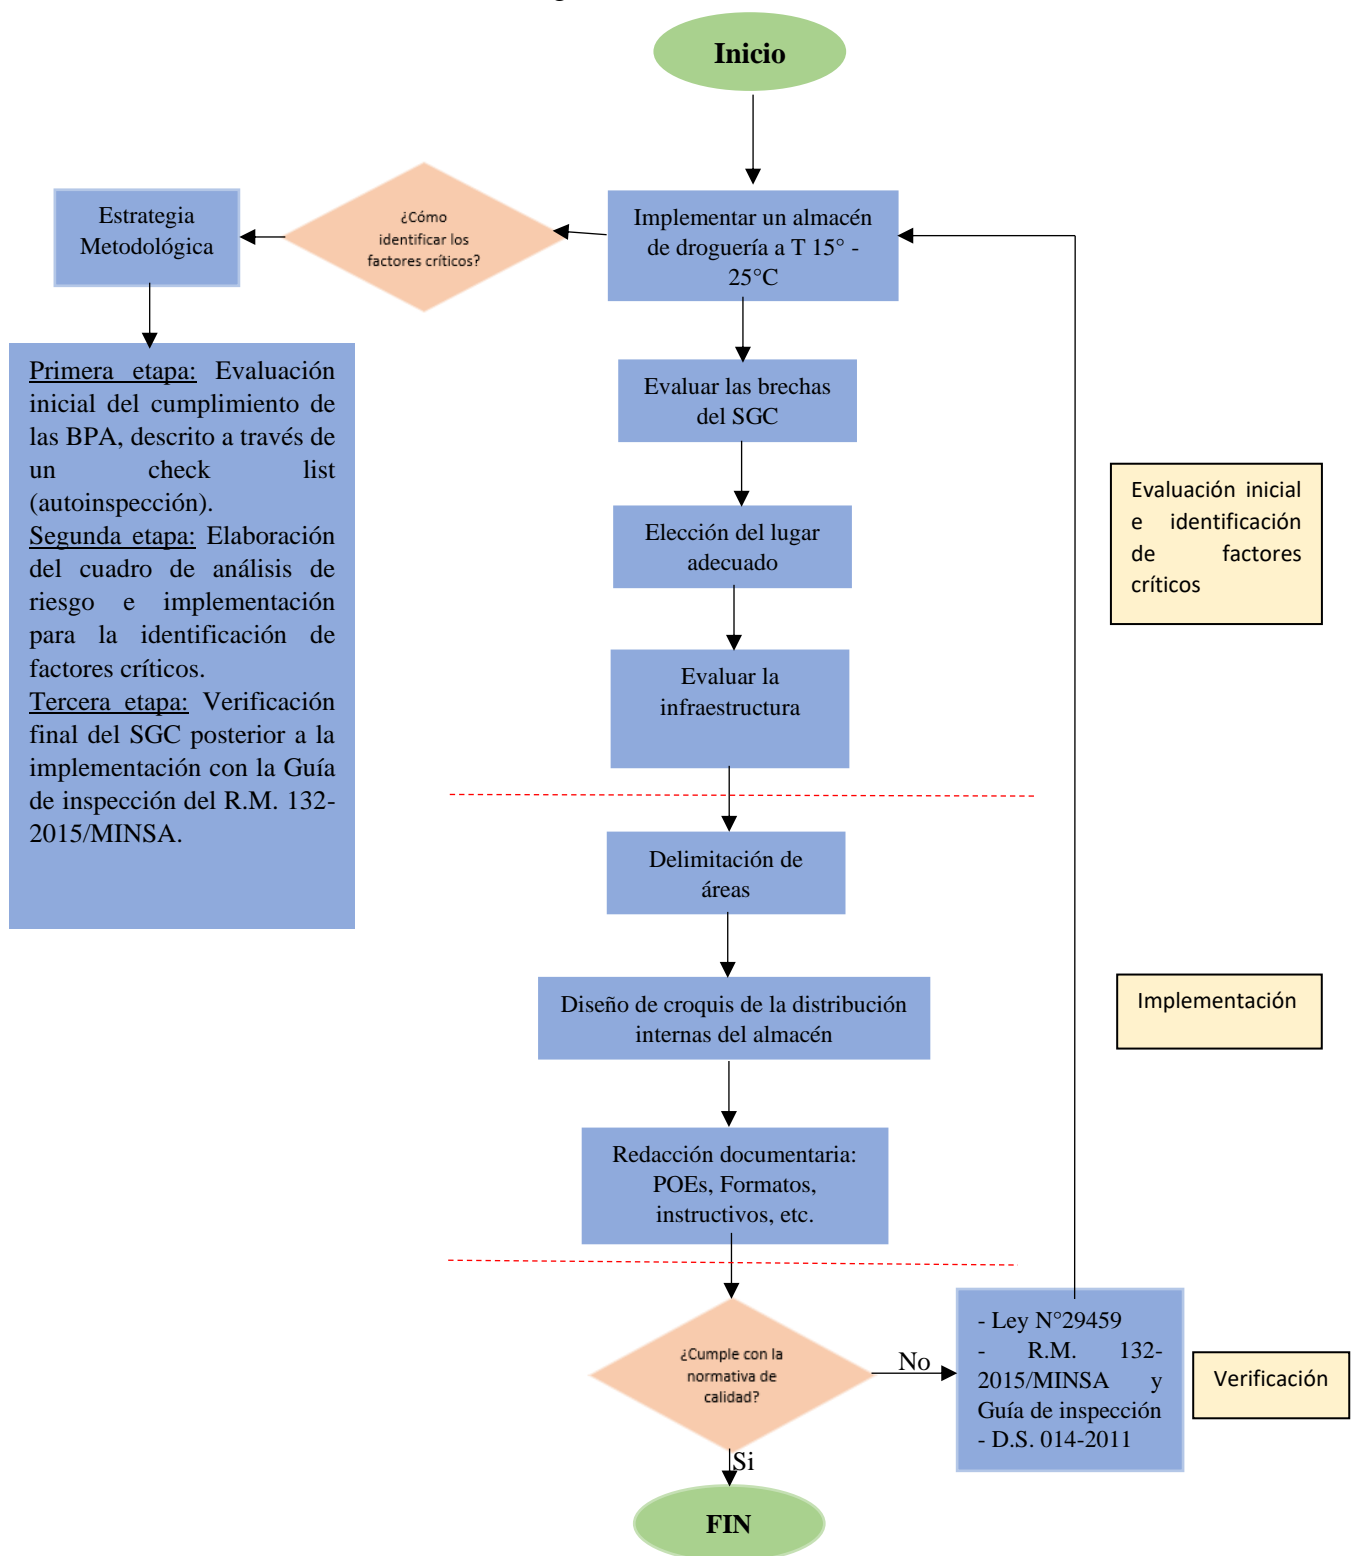 Inicio
Implementar un almacén
de droguería a T 15° -
25°C
¿Cómo
identificar los
factores críticos?
Estrategia
Metodológica
Primera etapa: Evaluación
inicial del cumplimiento de
las BPA, descrito a través de
un check list
(autoinspección).
Segunda etapa: Elaboración
del cuadro de análisis de
riesgo e implementación
para la identificación de
factores críticos.
Tercera etapa: Verificación
final del SGC posterior a la
implementación con la Guía
de inspección del R.M. 132-
2015/MINSA.
Evaluar las brechas
del SGC
Elección del lugar
adecuado
Evaluar la
infraestructura
Evaluación inicial
e identificación
de factores
críticos
Delimitación de
áreas
Diseño de croquis de la distribución
internas del almacén
Redacción documentaria:
POEs, Formatos,
instructivos, etc.
Implementación
¿Cumple con la
normativa de
calidad?
No
- Ley N°29459
- R.M. 132-
2015/MINSA y
Guía de inspección
- D.S. 014-2011
Verificación
Si
FIN